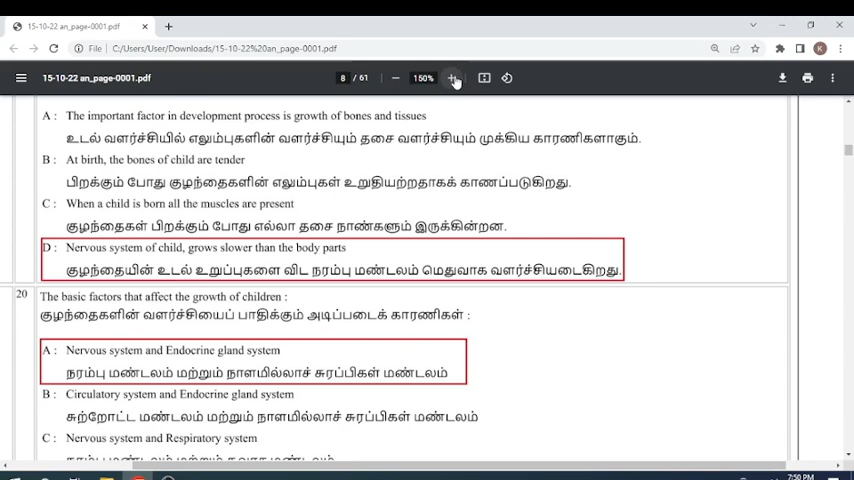 15-10-22 an_page-0001.pdf
File C:/Users/User/Downloads/15-10-22%20an_page-0001.pdf
K
15-10-22 an_page-0001.pdf
8 / 61
150%
A : The important factor in development process is growth of bones and tissues
உடல் வளர்ச்சியில் எலும்புகளின் வளர்ச்சியும் தசை வளர்ச்சியும் முக்கிய காரணிகளாகும்.
B : At birth, the bones of child are tender
பிறக்கும் போது குழந்தைகளின் எலும்புகள் உறுதியற்றதாகக் காணப்படுகிறது.
C : When a child is born all the muscles are present
குழந்தைகள் பிறக்கும் போது எல்லா தசை நாண்களும் இருக்கின்றன.
D : Nervous system of child, grows slower than the body parts
குழந்தையின் உடல் உறுப்புகளை விட நரம்பு மண்டலம் மெதுவாக வளர்ச்சியடைகிறது.
20 The basic factors that affect the growth of children :
குழந்தைகளின் வளர்ச்சியைப் பாதிக்கும் அடிப்படைக் காரணிகள் :
A : Nervous system and Endocrine gland system
நரம்பு மண்டலம் மற்றும் நாளமில்லாச் சுரப்பிகள் மண்டலம்
B : Circulatory system and Endocrine gland system
சுற்றோட்ட மண்டலம் மற்றும் நாளமில்லாச் சுரப்பிகள் மண்டலம்
C : Nervous system and Respiratory system
7:50 PM